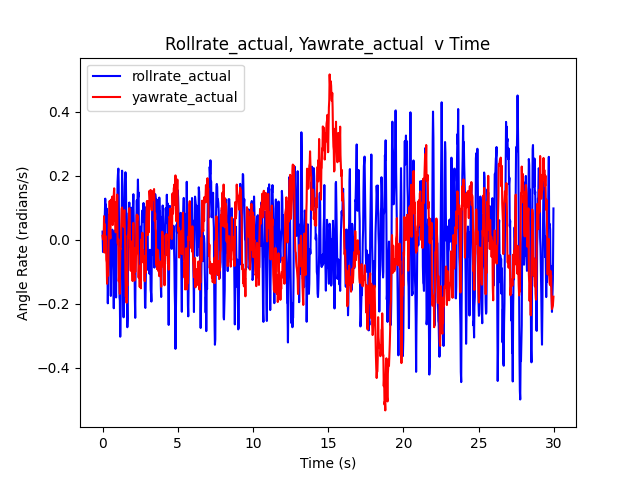 Rollrate_actual, Yawrate_actual  v Time
rollrate_actual
yawrate_actual
Angle Rate (radians/s)
0.4
0.2
0.0
−0.2
−0.4
0 5 10 15 20 25 30
Time (s)